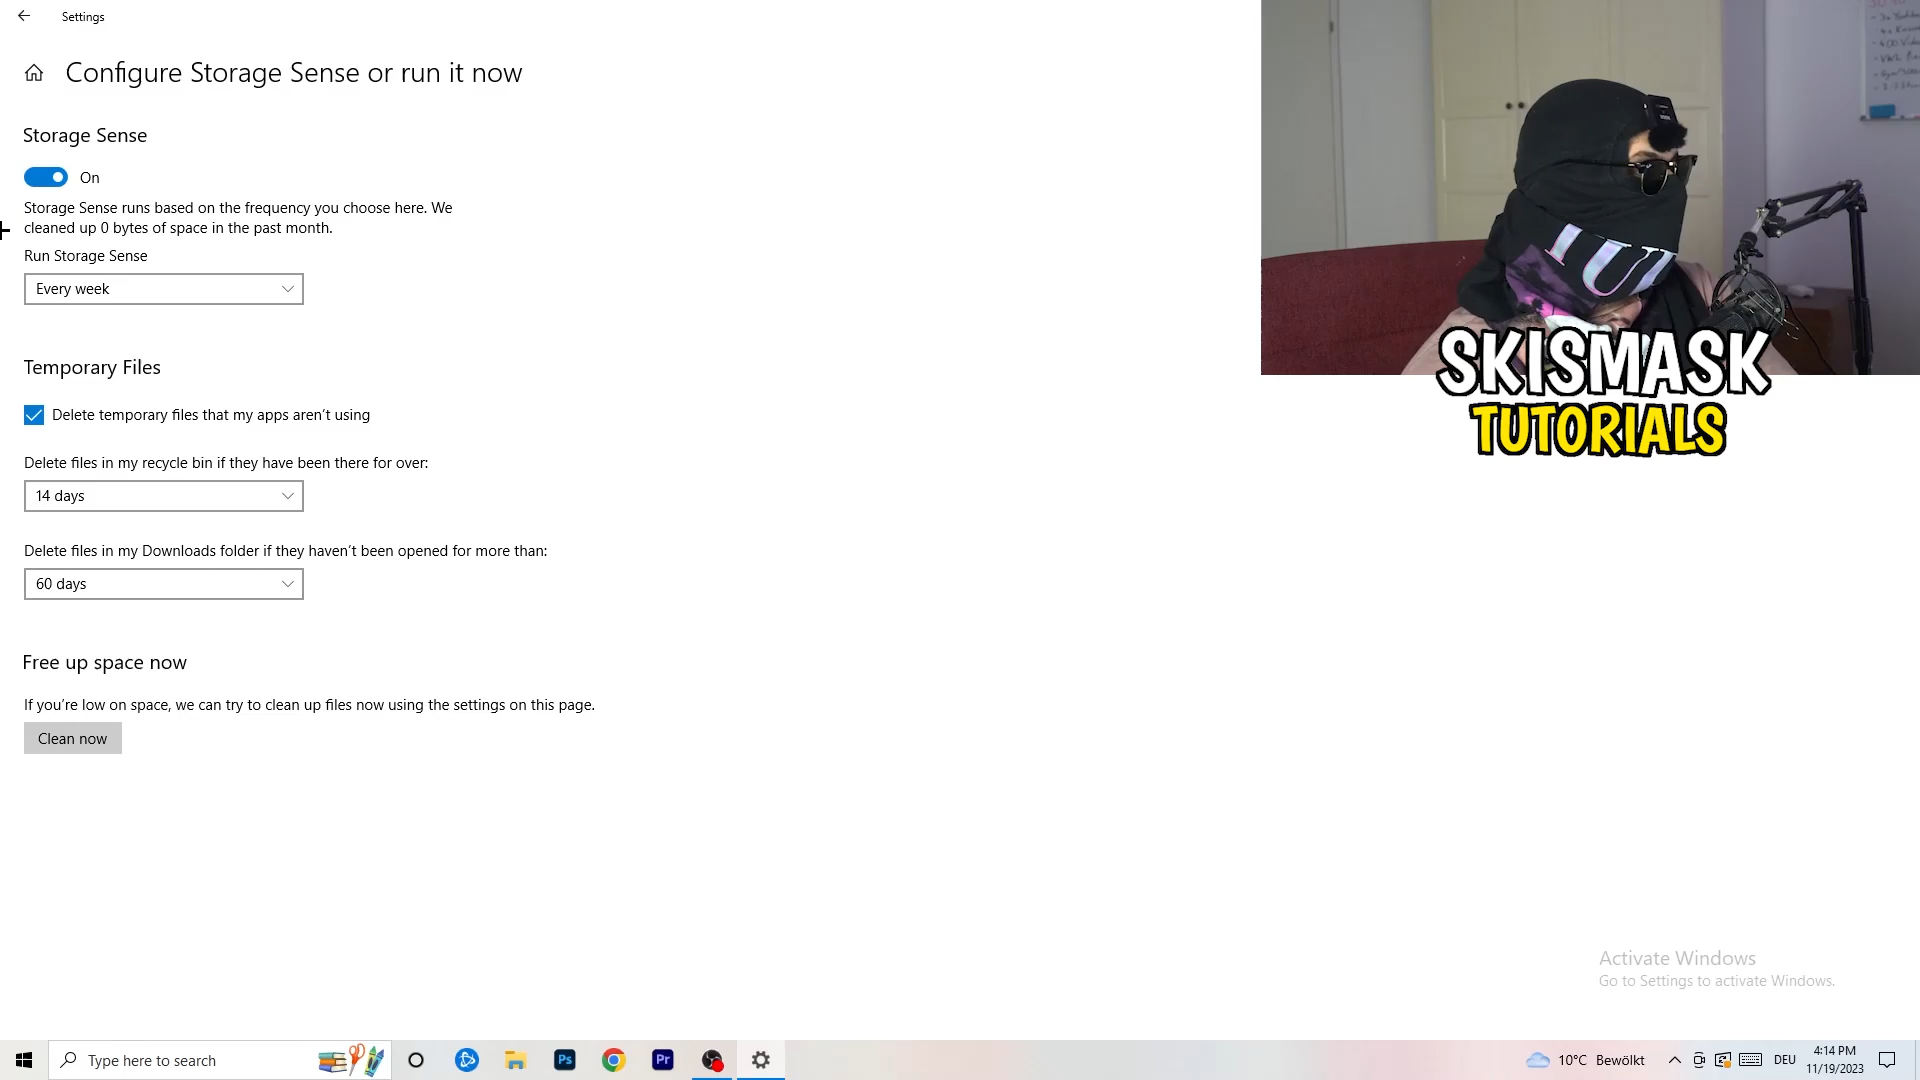 Settings
Configure Storage Sense or run it now
Storage Sense
On
Storage Sense runs based on the frequency you choose here. We
cleaned up 0 bytes of space in the past month.
Run Storage Sense
Every week
Temporary Files
Delete temporary files that my apps aren't using
Delete files in my recycle bin if they have been there for over:
14 days
Delete files in my Downloads folder if they haven't been opened for more than:
60 days
Free up space now
If you're low on space, we can try to clean up files now using the settings on this page.
Clean now
SKISMASK
TUTORIALS
Activate Windows
Go to Settings to activate Windows.
Type here to search
Ps
Pr
10°C Bewölkt
DEU
4:14 PM
11/19/2023